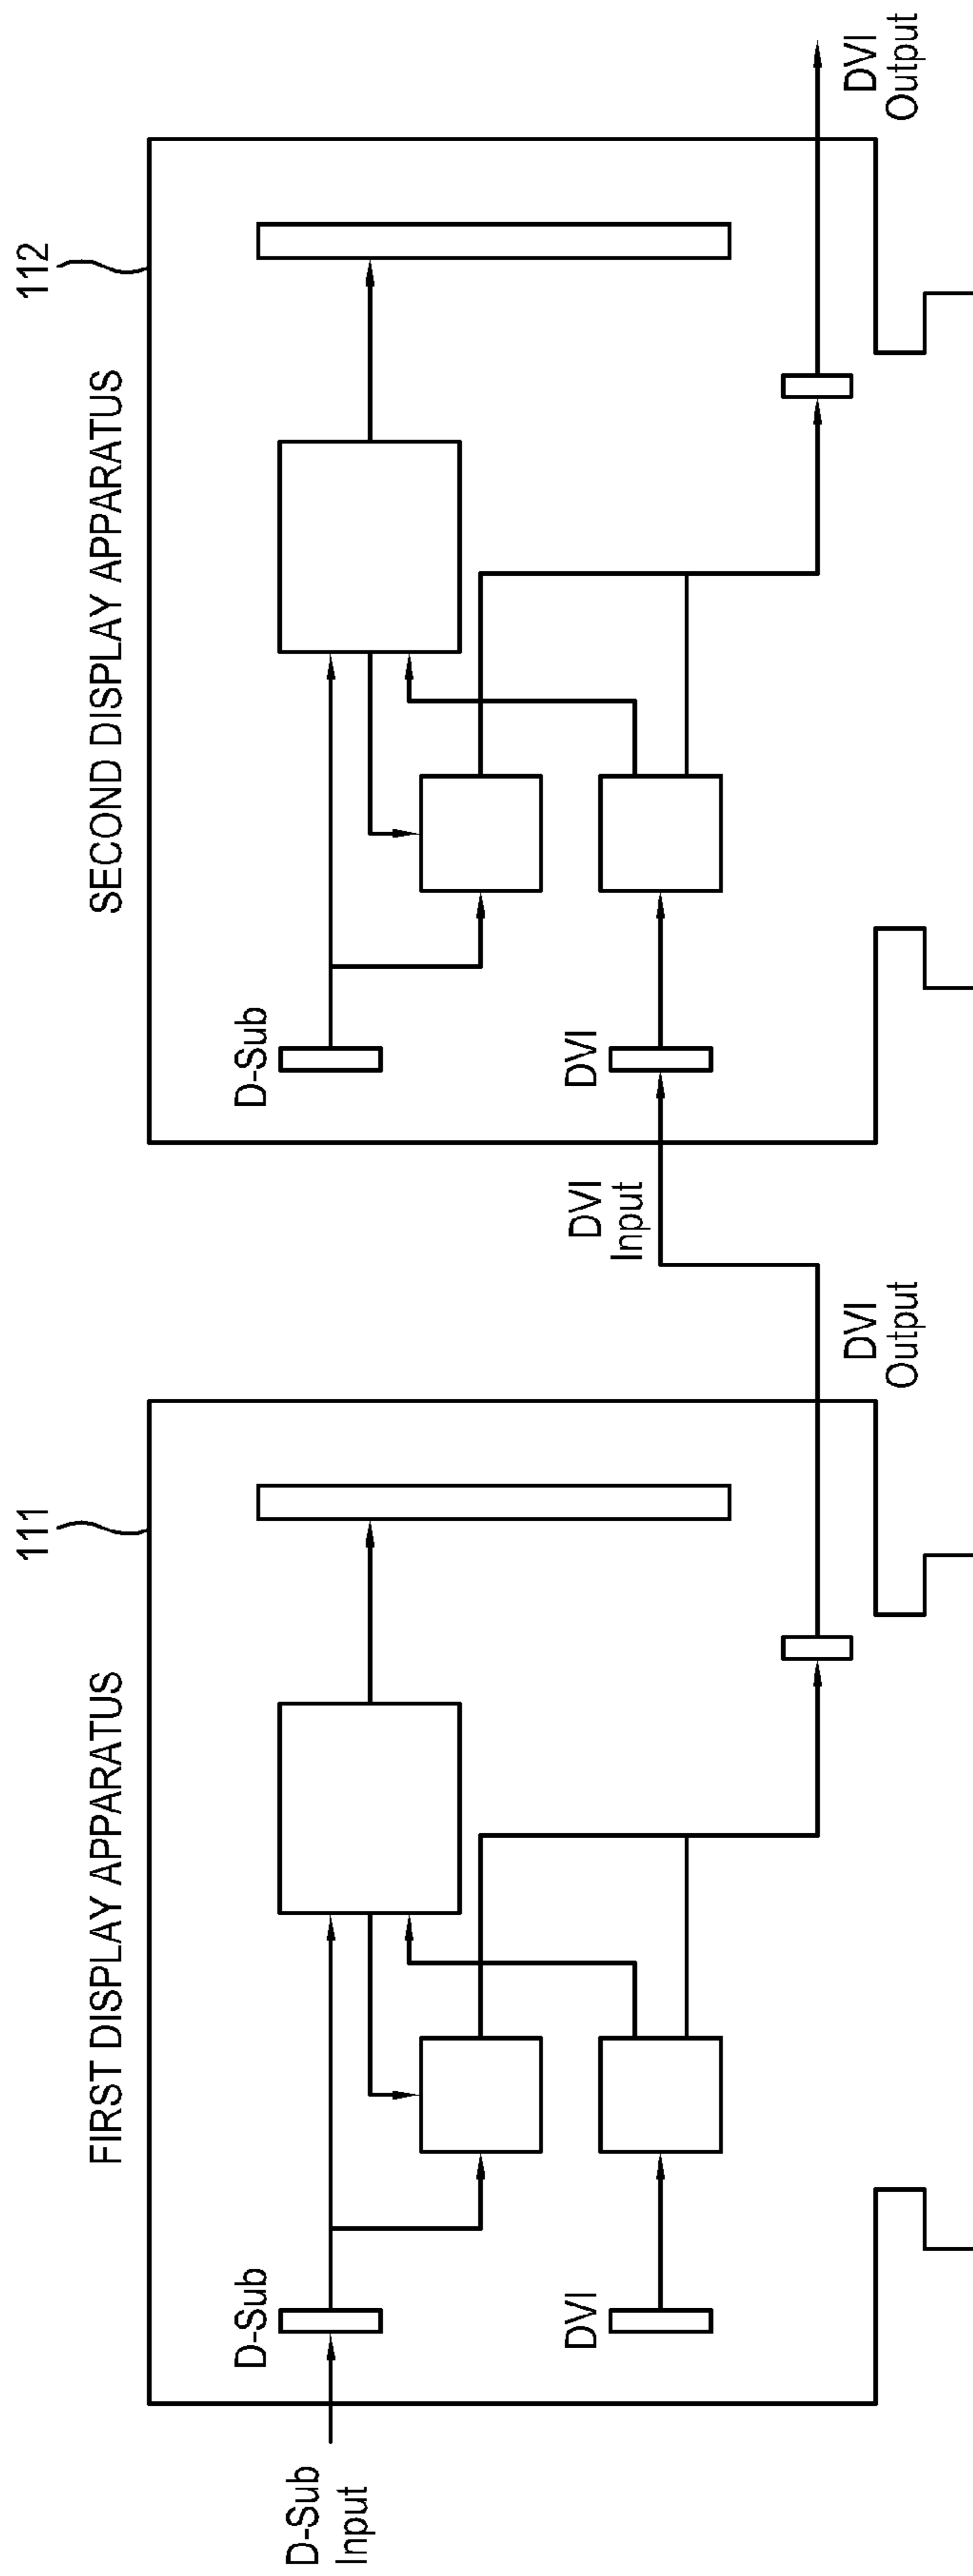 111
112
FIRST DISPLAY APPARATUS
SECOND DISPLAY APPARATUS
D-Sub
Input
D-Sub
DVI
DVI
Output
DVI
Input
D-Sub
DVI
DVI
Output